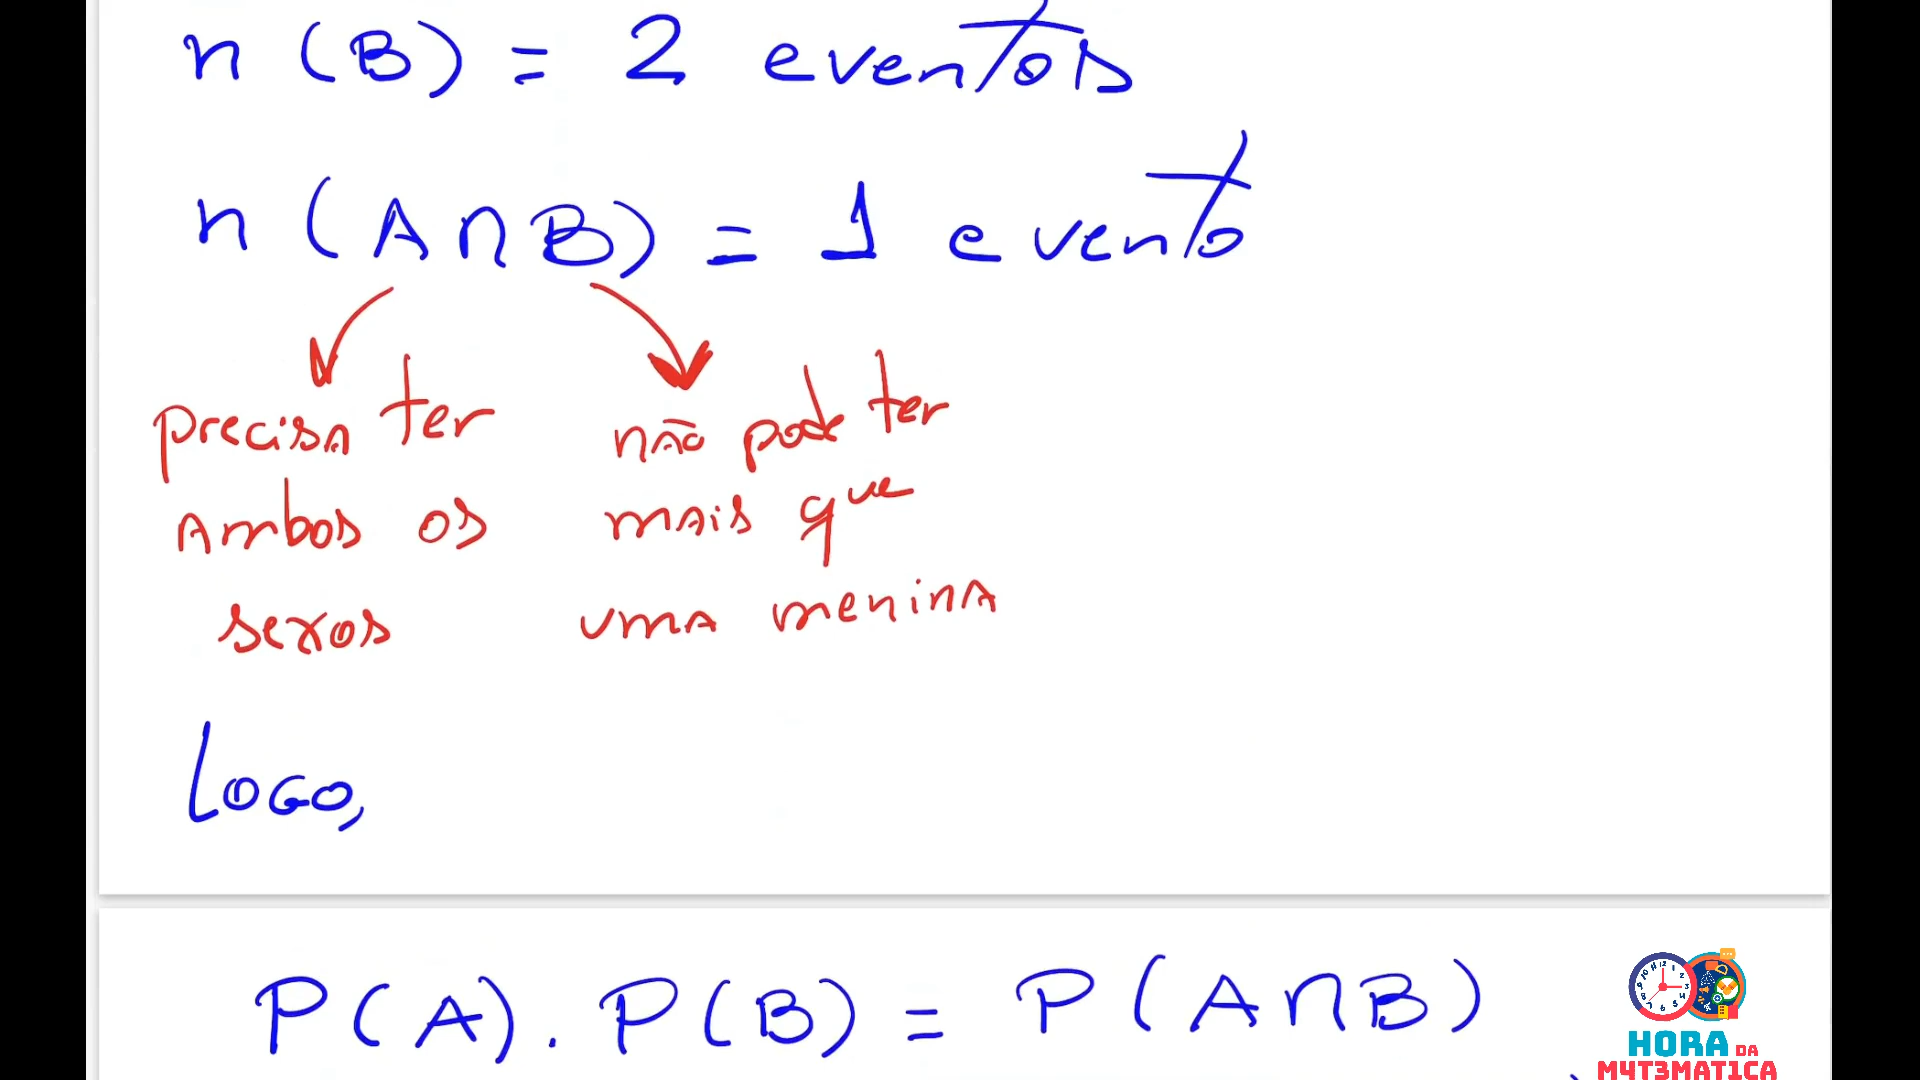 n (B) = 2 eventos
n (A∩B) = 1 evento
precisa ter não pode ter
Ambos os mais que
sexos uma menina
Logo,
P(A). P(B) = P(A∩B)
HORA DA
M4T3M4T1CA